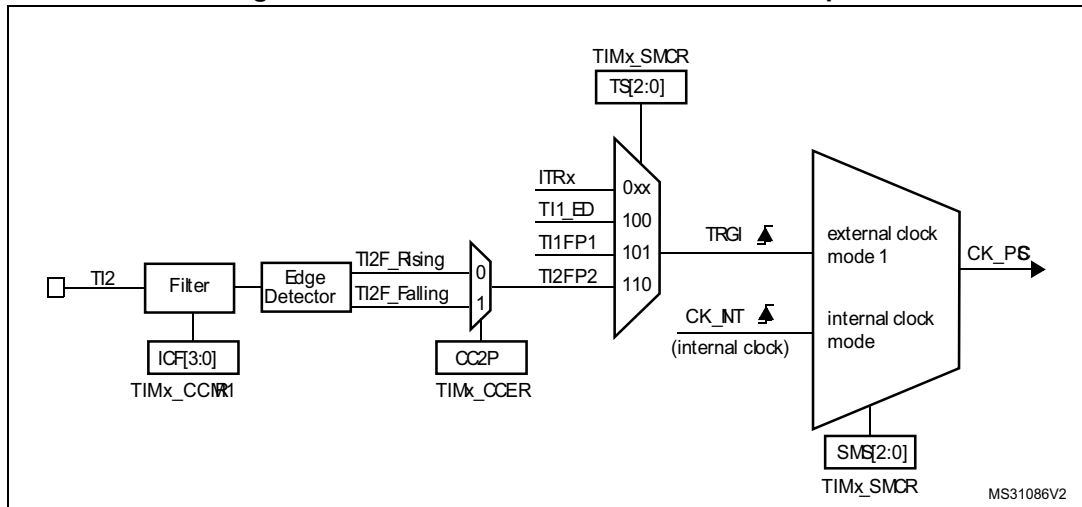 TIMx_SMCR
TS[2:0]
ITRx
0xx
TI1_ED
100
TI1FP1
101
TI2FP2
110
TRGI
external clock
mode 1
CK_PSC
TI2
Filter
Edge
Detector
TI2F_Rising
0
TI2F_Falling
1
CK_INT
(internal clock)
internal clock
mode
ICF[3:0]
TIMx_CCMR1
CC2P
TIMx_CCER
SMS[2:0]
TIMx_SMCR
MS31086V2